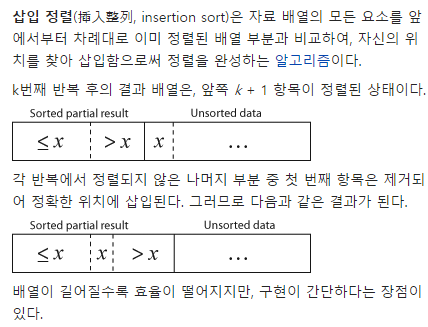 삽입 정렬(揷入整列, insertion sort)은 자료 배열의 모든 요소를 앞
에서부터 차례대로 이미 정렬된 배열 부분과 비교하여, 자신의 위
치를 찾아 삽입함으로써 정렬을 완성하는 알고리즘이다.
k번째 반복 후의 결과 배열은, 앞쪽 k + 1 항목이 정렬된 상태이다.
Sorted partial result Unsorted data
≤ x > x x ...
각 반복에서 정렬되지 않은 나머지 부분 중 첫 번째 항목은 제거되
어 정확한 위치에 삽입된다. 그러므로 다음과 같은 결과가 된다.
Sorted partial result Unsorted data
≤ x x > x ...
배열이 길어질수록 효율이 떨어지지만, 구현이 간단하다는 장점이
있다.